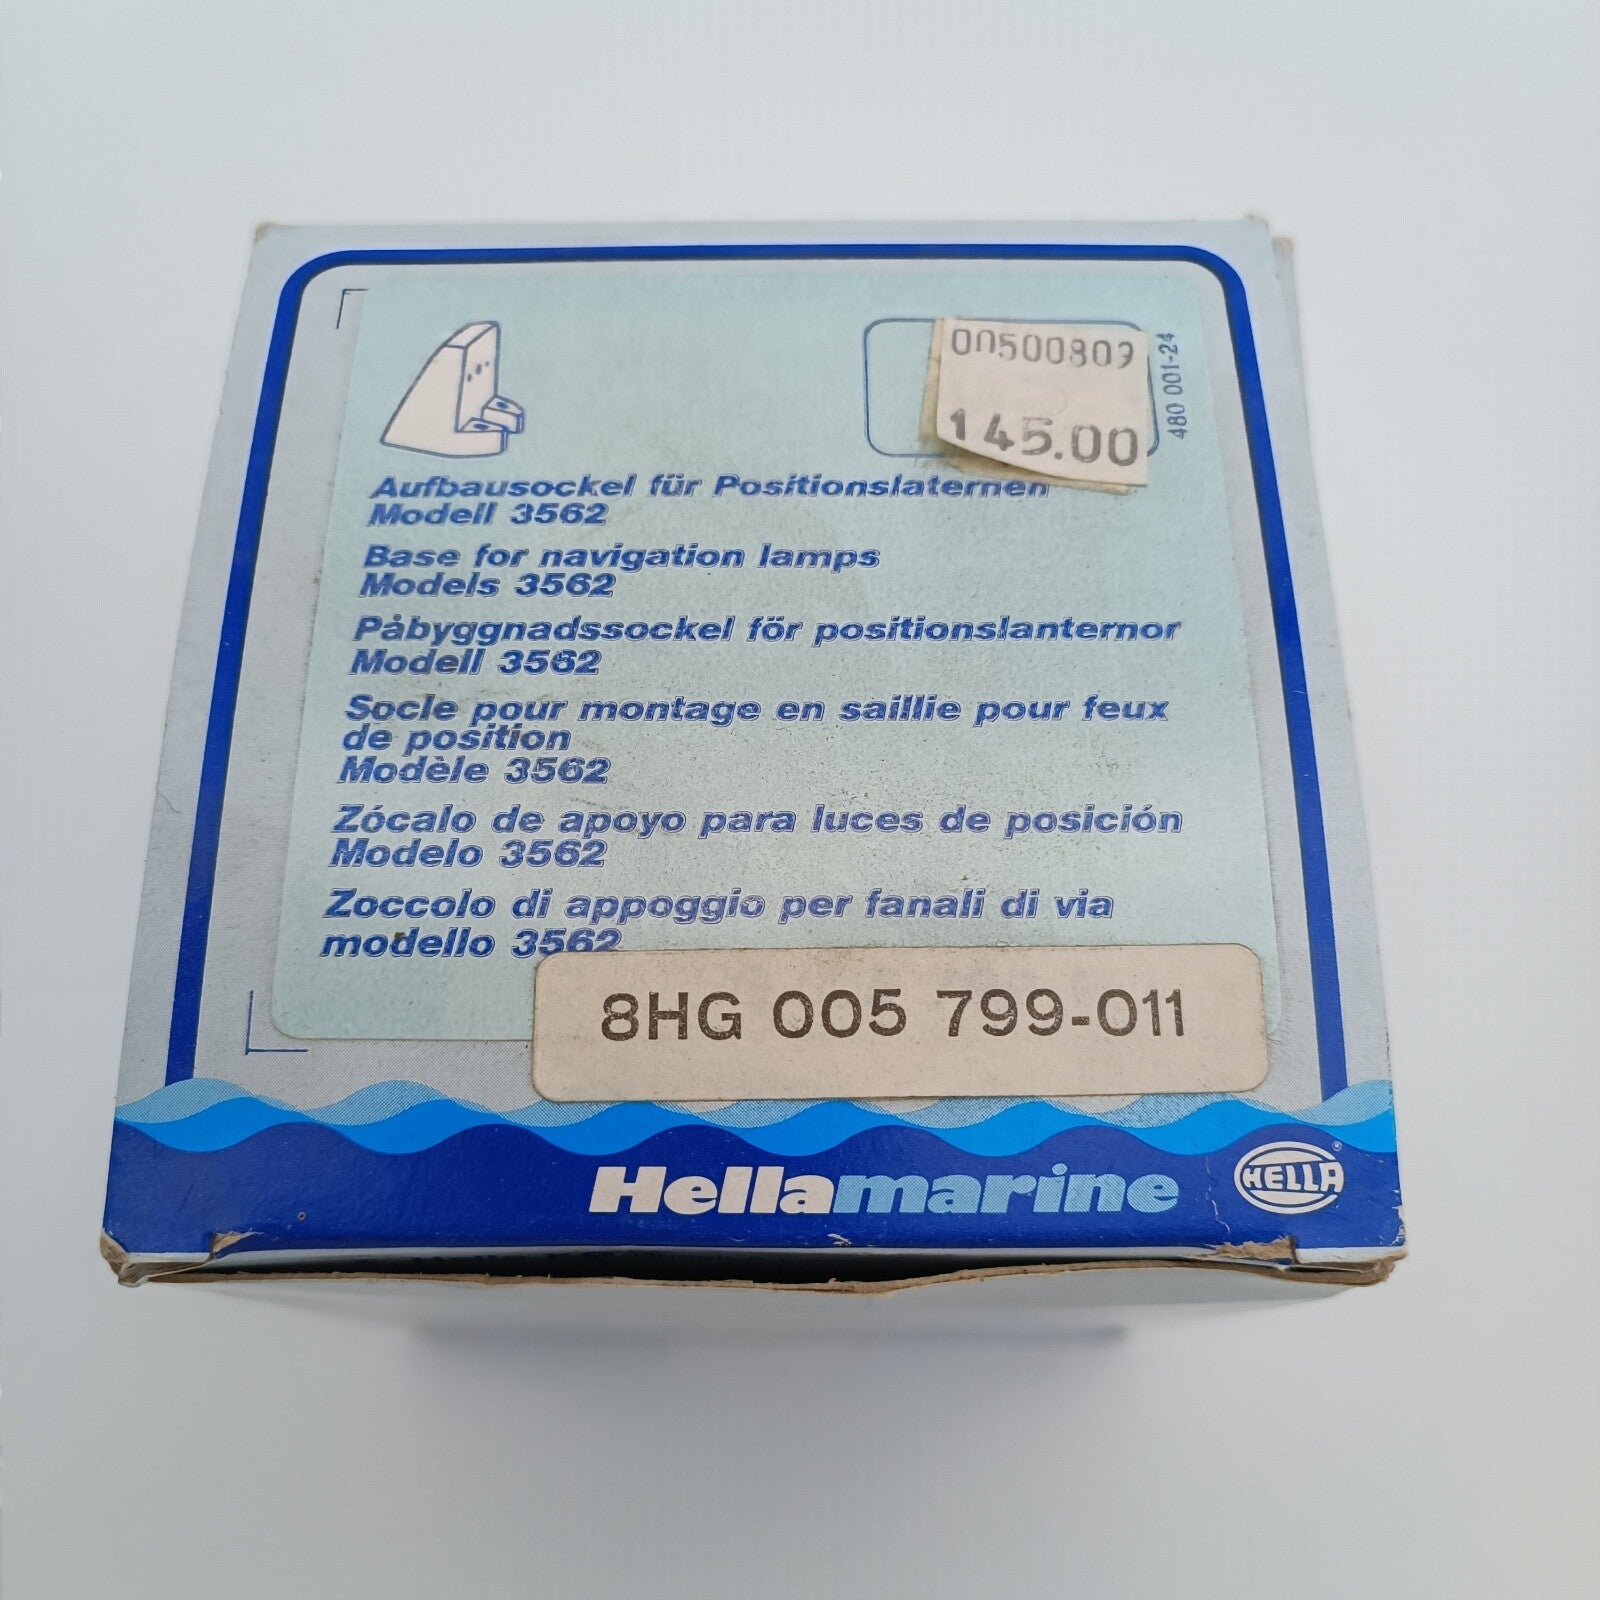 00500809
145.00
480 001-24
Aufbausockel für Positionslaternen
Modell 3562
Base for navigation lamps
Models 3562
Påbyggnadssockel för positionslanternor
Modell 3562
Socle pour montage en saillie pour feux
de position
Modèle 3562
Zócalo de apoyo para luces de posición
Modelo 3562
Zoccolo di appoggio per fanali di via
modello 3562
8HG 005 799-011
Hellamarine
HELLA